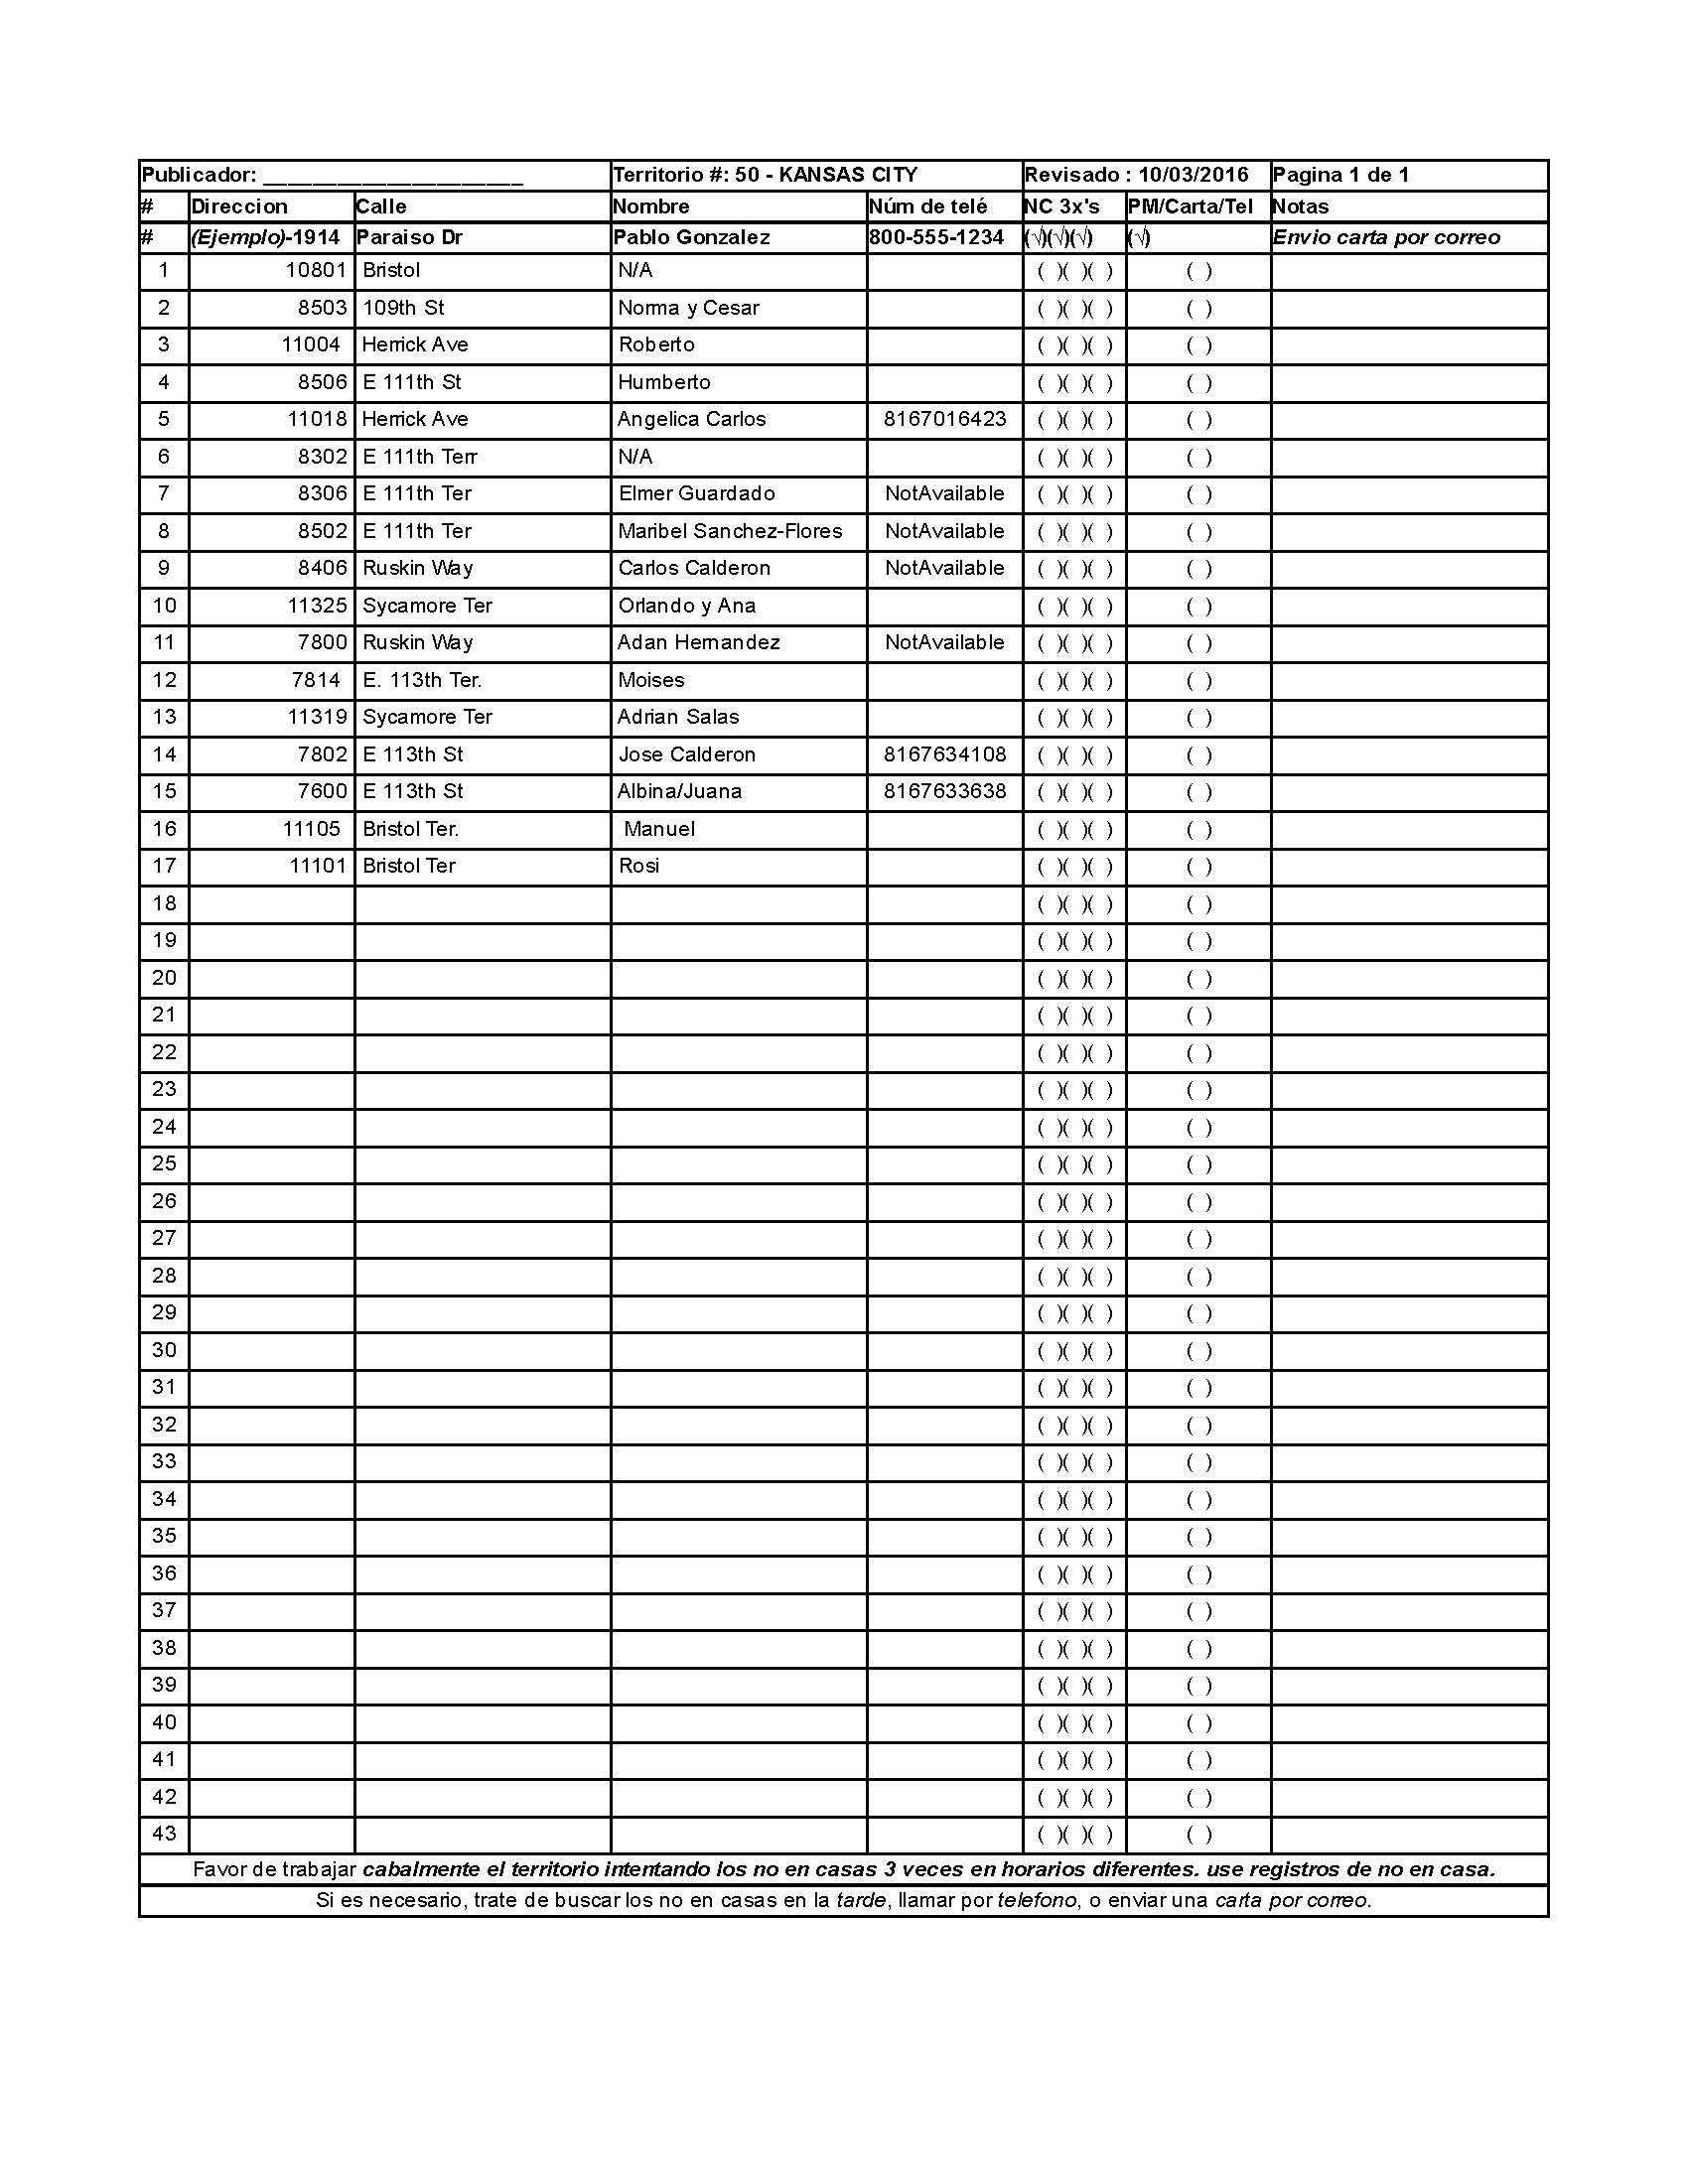 Publicador: ______________________ Territorio #: 50 - KANSAS CITY Revisado : 10/03/2016 Pagina 1 de 1
# Direccion Calle Nombre Núm de telé NC 3x's PM/Carta/Tel Notas
# (Ejemplo)-1914 Paraiso Dr Pablo Gonzalez 800-555-1234 (√)(√)(√) (√) Envio carta por correo
1 10801 Bristol N/A ( )( )( ) ( )
2 8503 109th St Norma y Cesar ( )( )( ) ( )
3 11004 Herrick Ave Roberto ( )( )( ) ( )
4 8506 E 111th St Humberto ( )( )( ) ( )
5 11018 Herrick Ave Angelica Carlos 8167016423 ( )( )( ) ( )
6 8302 E 111th Terr N/A ( )( )( ) ( )
7 8306 E 111th Ter Elmer Guardado NotAvailable ( )( )( ) ( )
8 8502 E 111th Ter Maribel Sanchez-Flores NotAvailable ( )( )( ) ( )
9 8406 Ruskin Way Carlos Calderon NotAvailable ( )( )( ) ( )
10 11325 Sycamore Ter Orlando y Ana ( )( )( ) ( )
11 7800 Ruskin Way Adan Hernandez NotAvailable ( )( )( ) ( )
12 7814 E. 113th Ter. Moises ( )( )( ) ( )
13 11319 Sycamore Ter Adrian Salas ( )( )( ) ( )
14 7802 E 113th St Jose Calderon 8167634108 ( )( )( ) ( )
15 7600 E 113th St Albina/Juana 8167633638 ( )( )( ) ( )
16 11105 Bristol Ter. Manuel ( )( )( ) ( )
17 11101 Bristol Ter Rosi ( )( )( ) ( )
18 ( )( )( ) ( )
19 ( )( )( ) ( )
20 ( )( )( ) ( )
21 ( )( )( ) ( )
22 ( )( )( ) ( )
23 ( )( )( ) ( )
24 ( )( )( ) ( )
25 ( )( )( ) ( )
26 ( )( )( ) ( )
27 ( )( )( ) ( )
28 ( )( )( ) ( )
29 ( )( )( ) ( )
30 ( )( )( ) ( )
31 ( )( )( ) ( )
32 ( )( )( ) ( )
33 ( )( )( ) ( )
34 ( )( )( ) ( )
35 ( )( )( ) ( )
36 ( )( )( ) ( )
37 ( )( )( ) ( )
38 ( )( )( ) ( )
39 ( )( )( ) ( )
40 ( )( )( ) ( )
41 ( )( )( ) ( )
42 ( )( )( ) ( )
43 ( )( )( ) ( )
Favor de trabajar cabalmente el territorio intentando los no en casas 3 veces en horarios diferentes. use registros de no en casa.
Si es necesario, trate de buscar los no en casas en la tarde, llamar por telefono, o enviar una carta por correo.